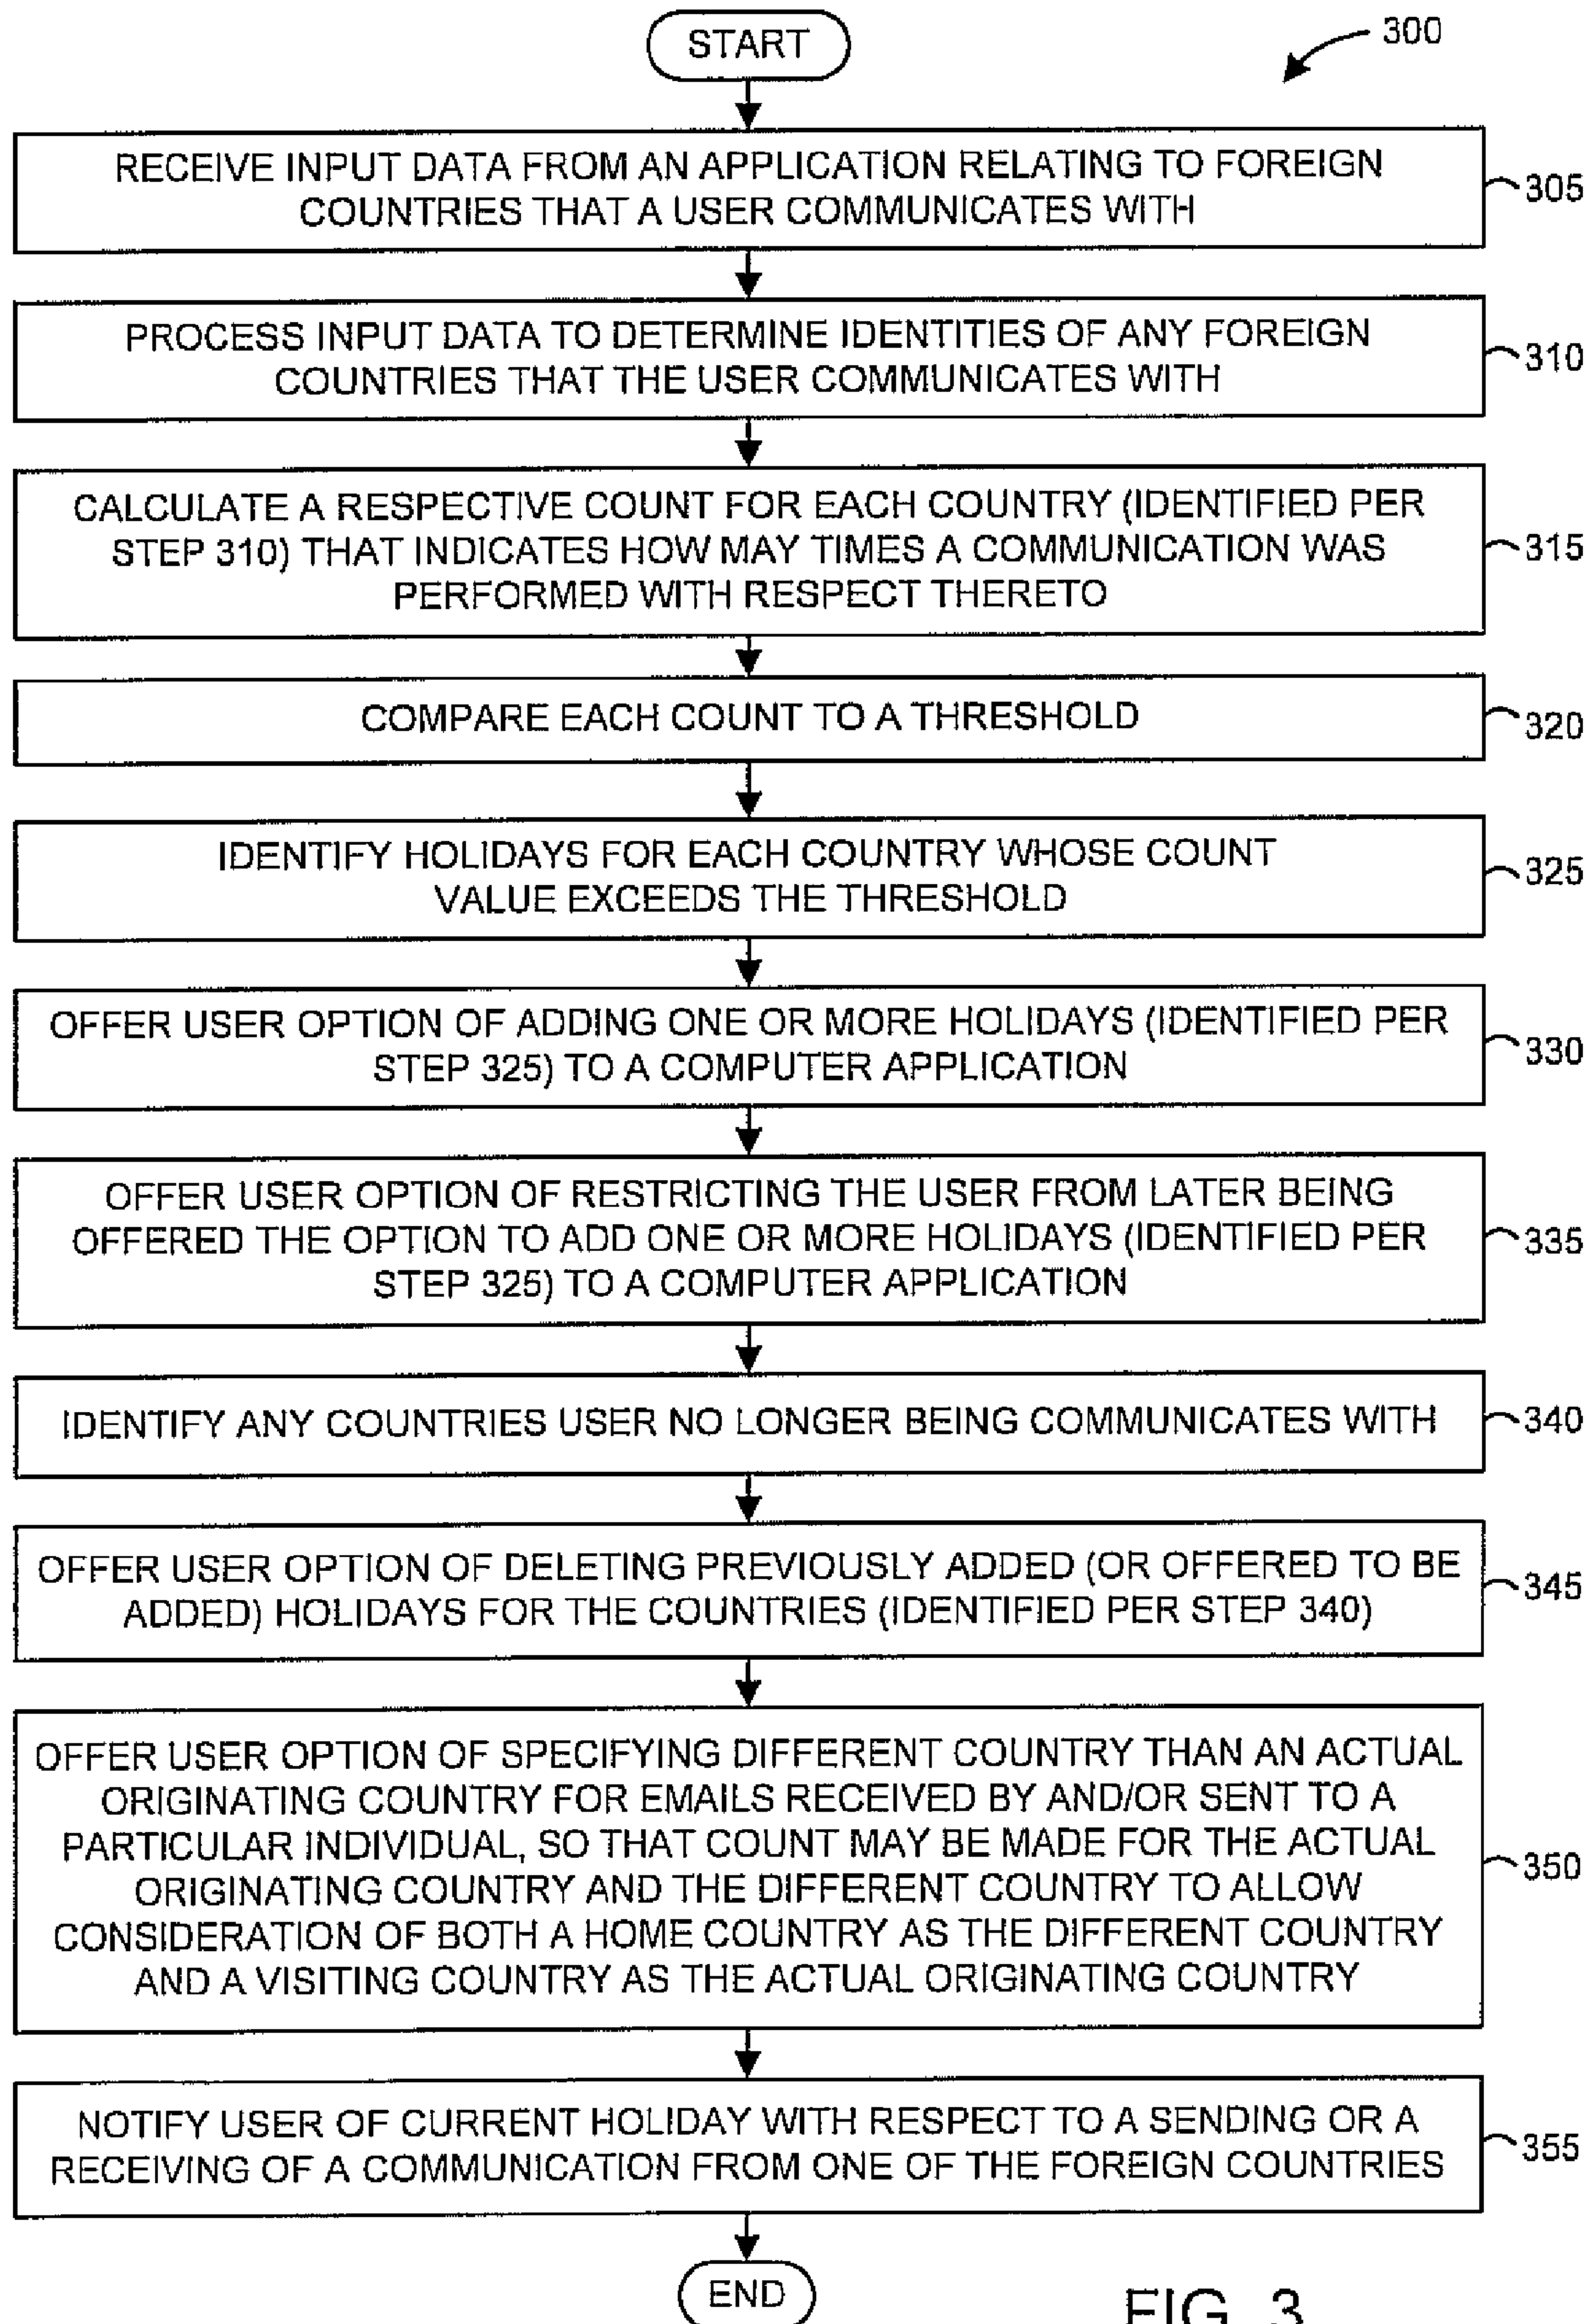 START
300
RECEIVE INPUT DATA FROM AN APPLICATION RELATING TO FOREIGN
COUNTRIES THAT A USER COMMUNICATES WITH
305
PROCESS INPUT DATA TO DETERMINE IDENTITIES OF ANY FOREIGN
COUNTRIES THAT THE USER COMMUNICATES WITH
310
CALCULATE A RESPECTIVE COUNT FOR EACH COUNTRY (IDENTIFIED PER
STEP 310) THAT INDICATES HOW MAY TIMES A COMMUNICATION WAS
PERFORMED WITH RESPECT THERETO
315
COMPARE EACH COUNT TO A THRESHOLD
320
IDENTIFY HOLIDAYS FOR EACH COUNTRY WHOSE COUNT
VALUE EXCEEDS THE THRESHOLD
325
OFFER USER OPTION OF ADDING ONE OR MORE HOLIDAYS (IDENTIFIED PER
STEP 325) TO A COMPUTER APPLICATION
330
OFFER USER OPTION OF RESTRICTING THE USER FROM LATER BEING
OFFERED THE OPTION TO ADD ONE OR MORE HOLIDAYS (IDENTIFIED PER
STEP 325) TO A COMPUTER APPLICATION
335
IDENTIFY ANY COUNTRIES USER NO LONGER BEING COMMUNICATES WITH
340
OFFER USER OPTION OF DELETING PREVIOUSLY ADDED (OR OFFERED TO BE
ADDED) HOLIDAYS FOR THE COUNTRIES (IDENTIFIED PER STEP 340)
345
OFFER USER OPTION OF SPECIFYING DIFFERENT COUNTRY THAN AN ACTUAL
ORIGINATING COUNTRY FOR EMAILS RECEIVED BY AND/OR SENT TO A
PARTICULAR INDIVIDUAL, SO THAT COUNT MAY BE MADE FOR THE ACTUAL
ORIGINATING COUNTRY AND THE DIFFERENT COUNTRY TO ALLOW
CONSIDERATION OF BOTH A HOME COUNTRY AS THE DIFFERENT COUNTRY
AND A VISITING COUNTRY AS THE ACTUAL ORIGINATING COUNTRY
350
NOTIFY USER OF CURRENT HOLIDAY WITH RESPECT TO A SENDING OR A
RECEIVING OF A COMMUNICATION FROM ONE OF THE FOREIGN COUNTRIES
355
END
FIG. 3